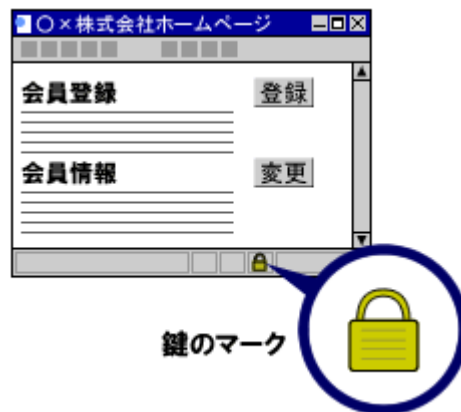 〇×株式会社ホームページ
会員登録
登録
会員情報
変更
鍵のマーク